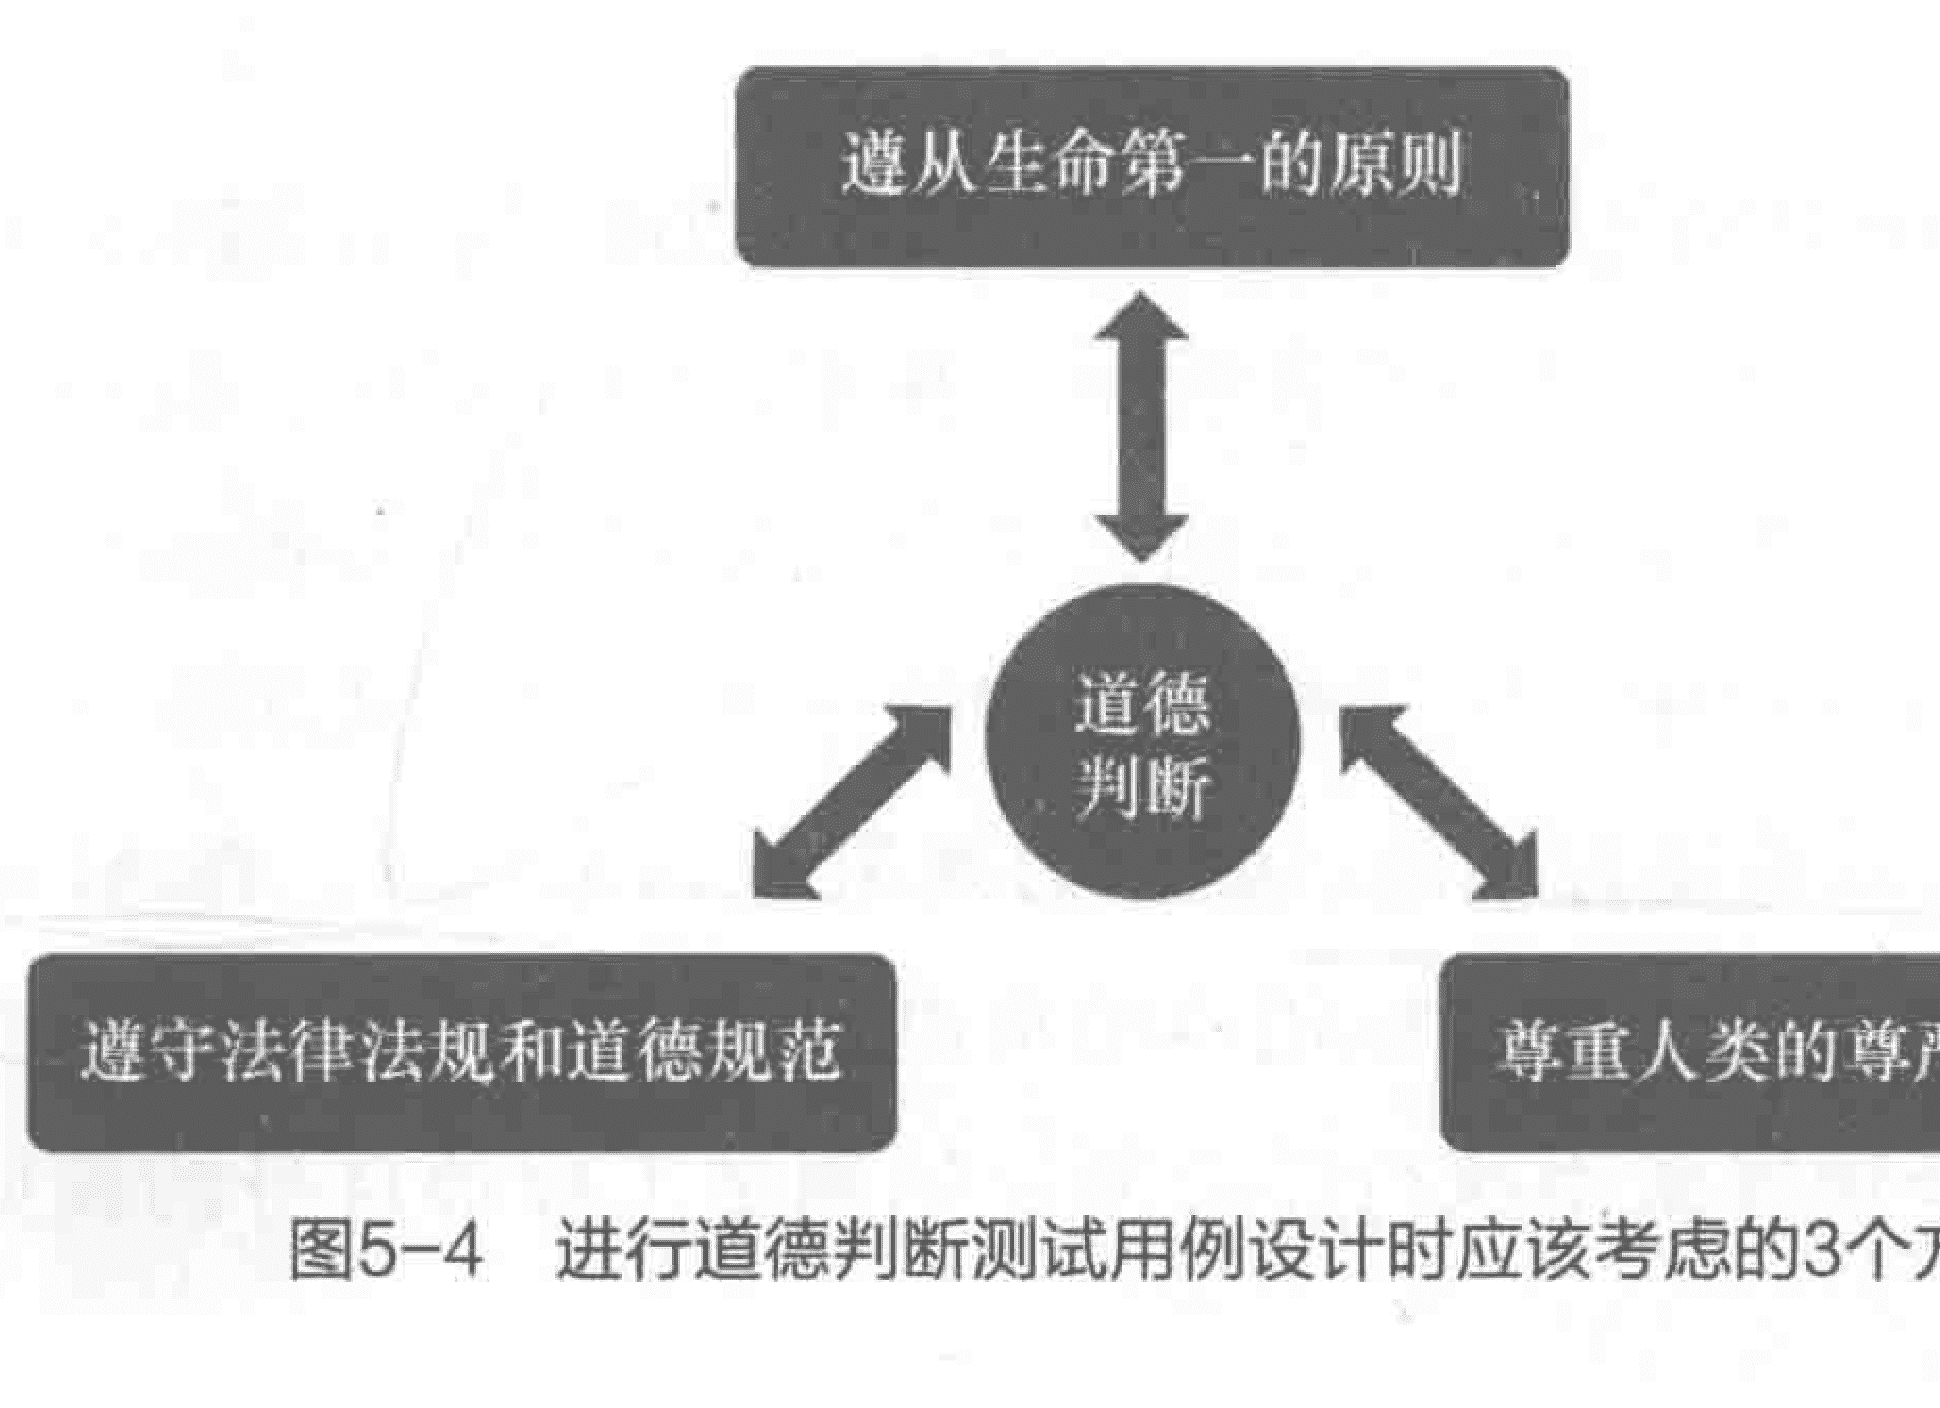 遵从生命第一的原则
道德
判断
遵守法律法规和道德规范
尊重人类的尊严
图5-4 进行道德判断测试用例设计时应该考虑的3个